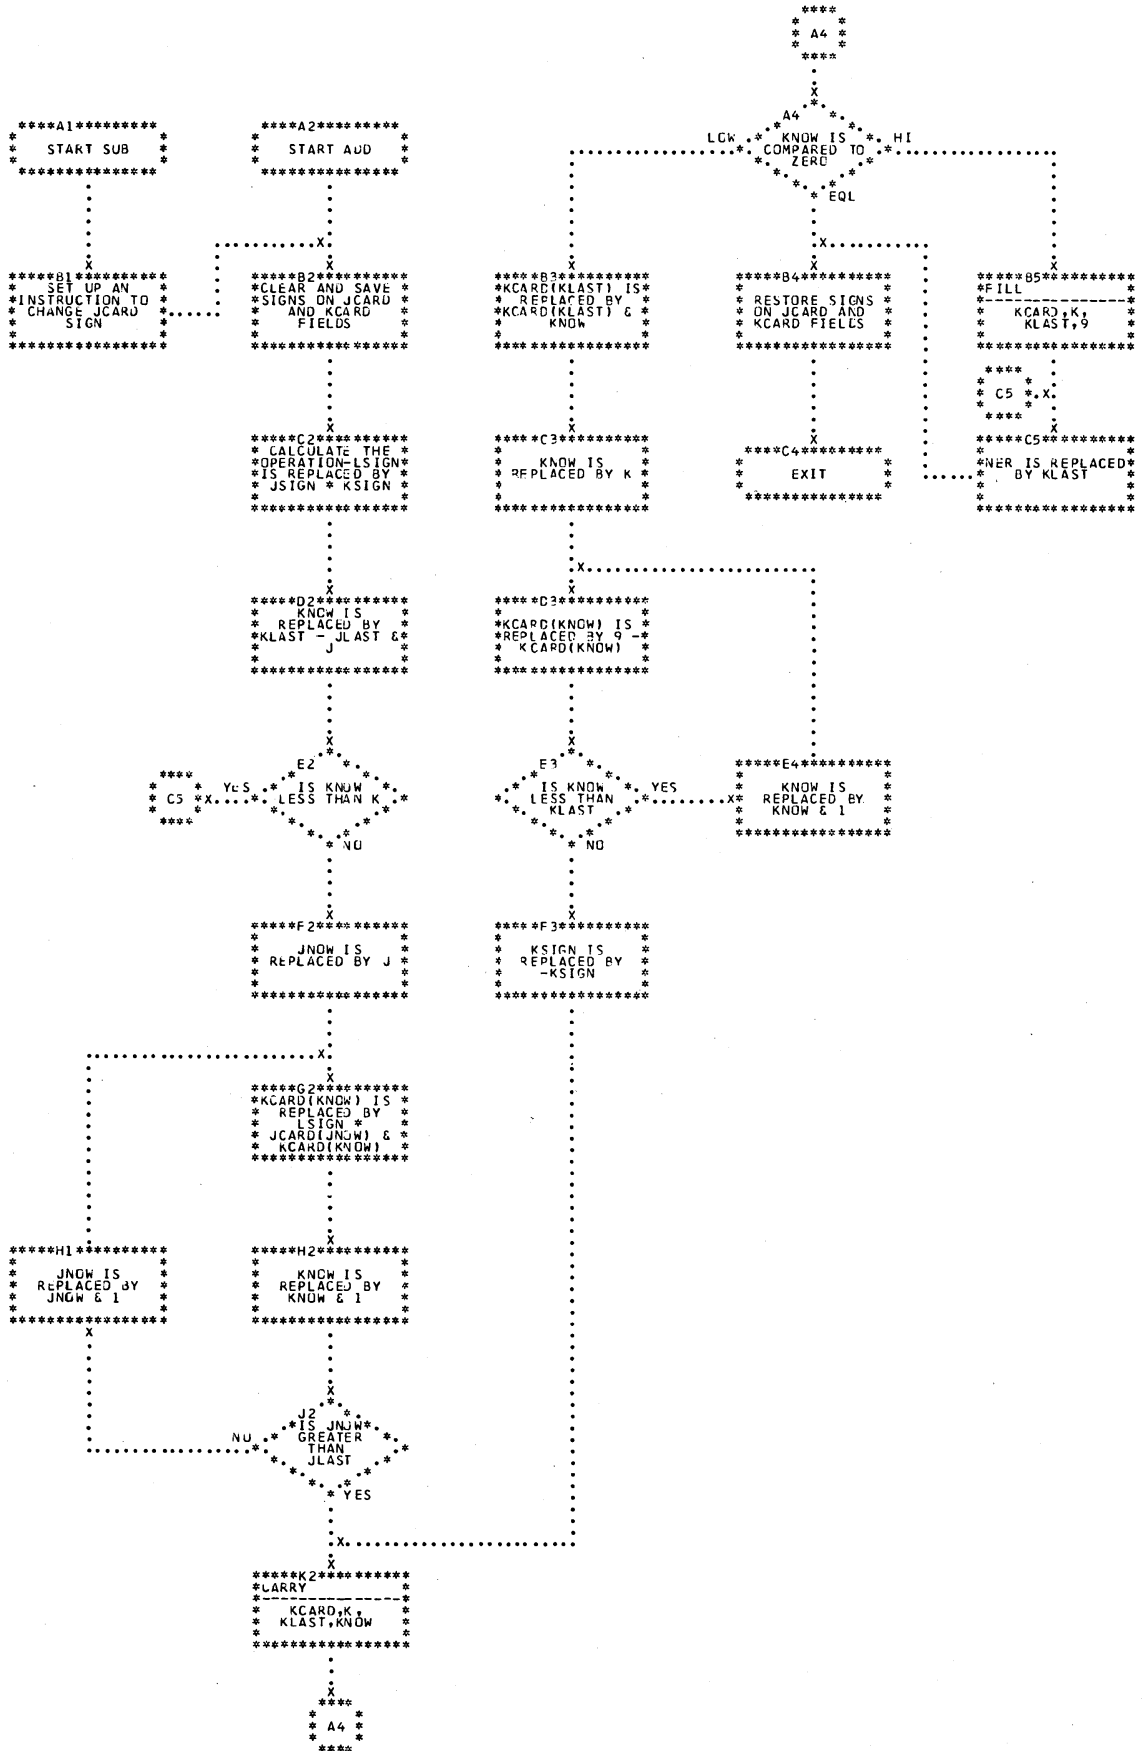 A4
A1
START SUB
A2
START ADD
A4
KNOW IS
COMPARED TO
ZERO
LOW
HI
EQL
B1
SET UP AN
INSTRUCTION TO
CHANGE JCARD
SIGN
B2
CLEAR AND SAVE
SIGNS ON JCARD
AND KCARD
FIELDS
B3
KCARD(KLAST) IS
REPLACED BY
KCARD(KLAST) &
KNOW
B4
RESTORE SIGNS
ON JCARD AND
KCARD FIELDS
B5
FILL
KCARD,K,
KLAST,9
C5
C2
CALCULATE THE
OPERATION-LSIGN
IS REPLACED BY
JSIGN * KSIGN
C3
KNOW IS
REPLACED BY K
C4
EXIT
C5
NER IS REPLACED
BY KLAST
D2
KNOW IS
REPLACED BY
KLAST - JLAST &
J
D3
KCARD(KNOW) IS
REPLACED BY 9 -
KCARD(KNOW)
E2
IS KNOW
LESS THAN K
YES
C5
NO
E3
IS KNOW
LESS THAN
KLAST
YES
NO
E4
KNOW IS
REPLACED BY
KNOW & 1
F2
JNOW IS
REPLACED BY J
F3
KSIGN IS
REPLACED BY
-KSIGN
G2
KCARD(KNOW) IS
REPLACED BY
LSIGN *
JCARD(JNOW) &
KCARD(KNOW)
H1
JNOW IS
REPLACED BY
JNOW & 1
H2
KNOW IS
REPLACED BY
KNOW & 1
J2
IS JNOW
GREATER
THAN
JLAST
NO
YES
K2
CARRY
KCARD,K,
KLAST,KNOW
A4